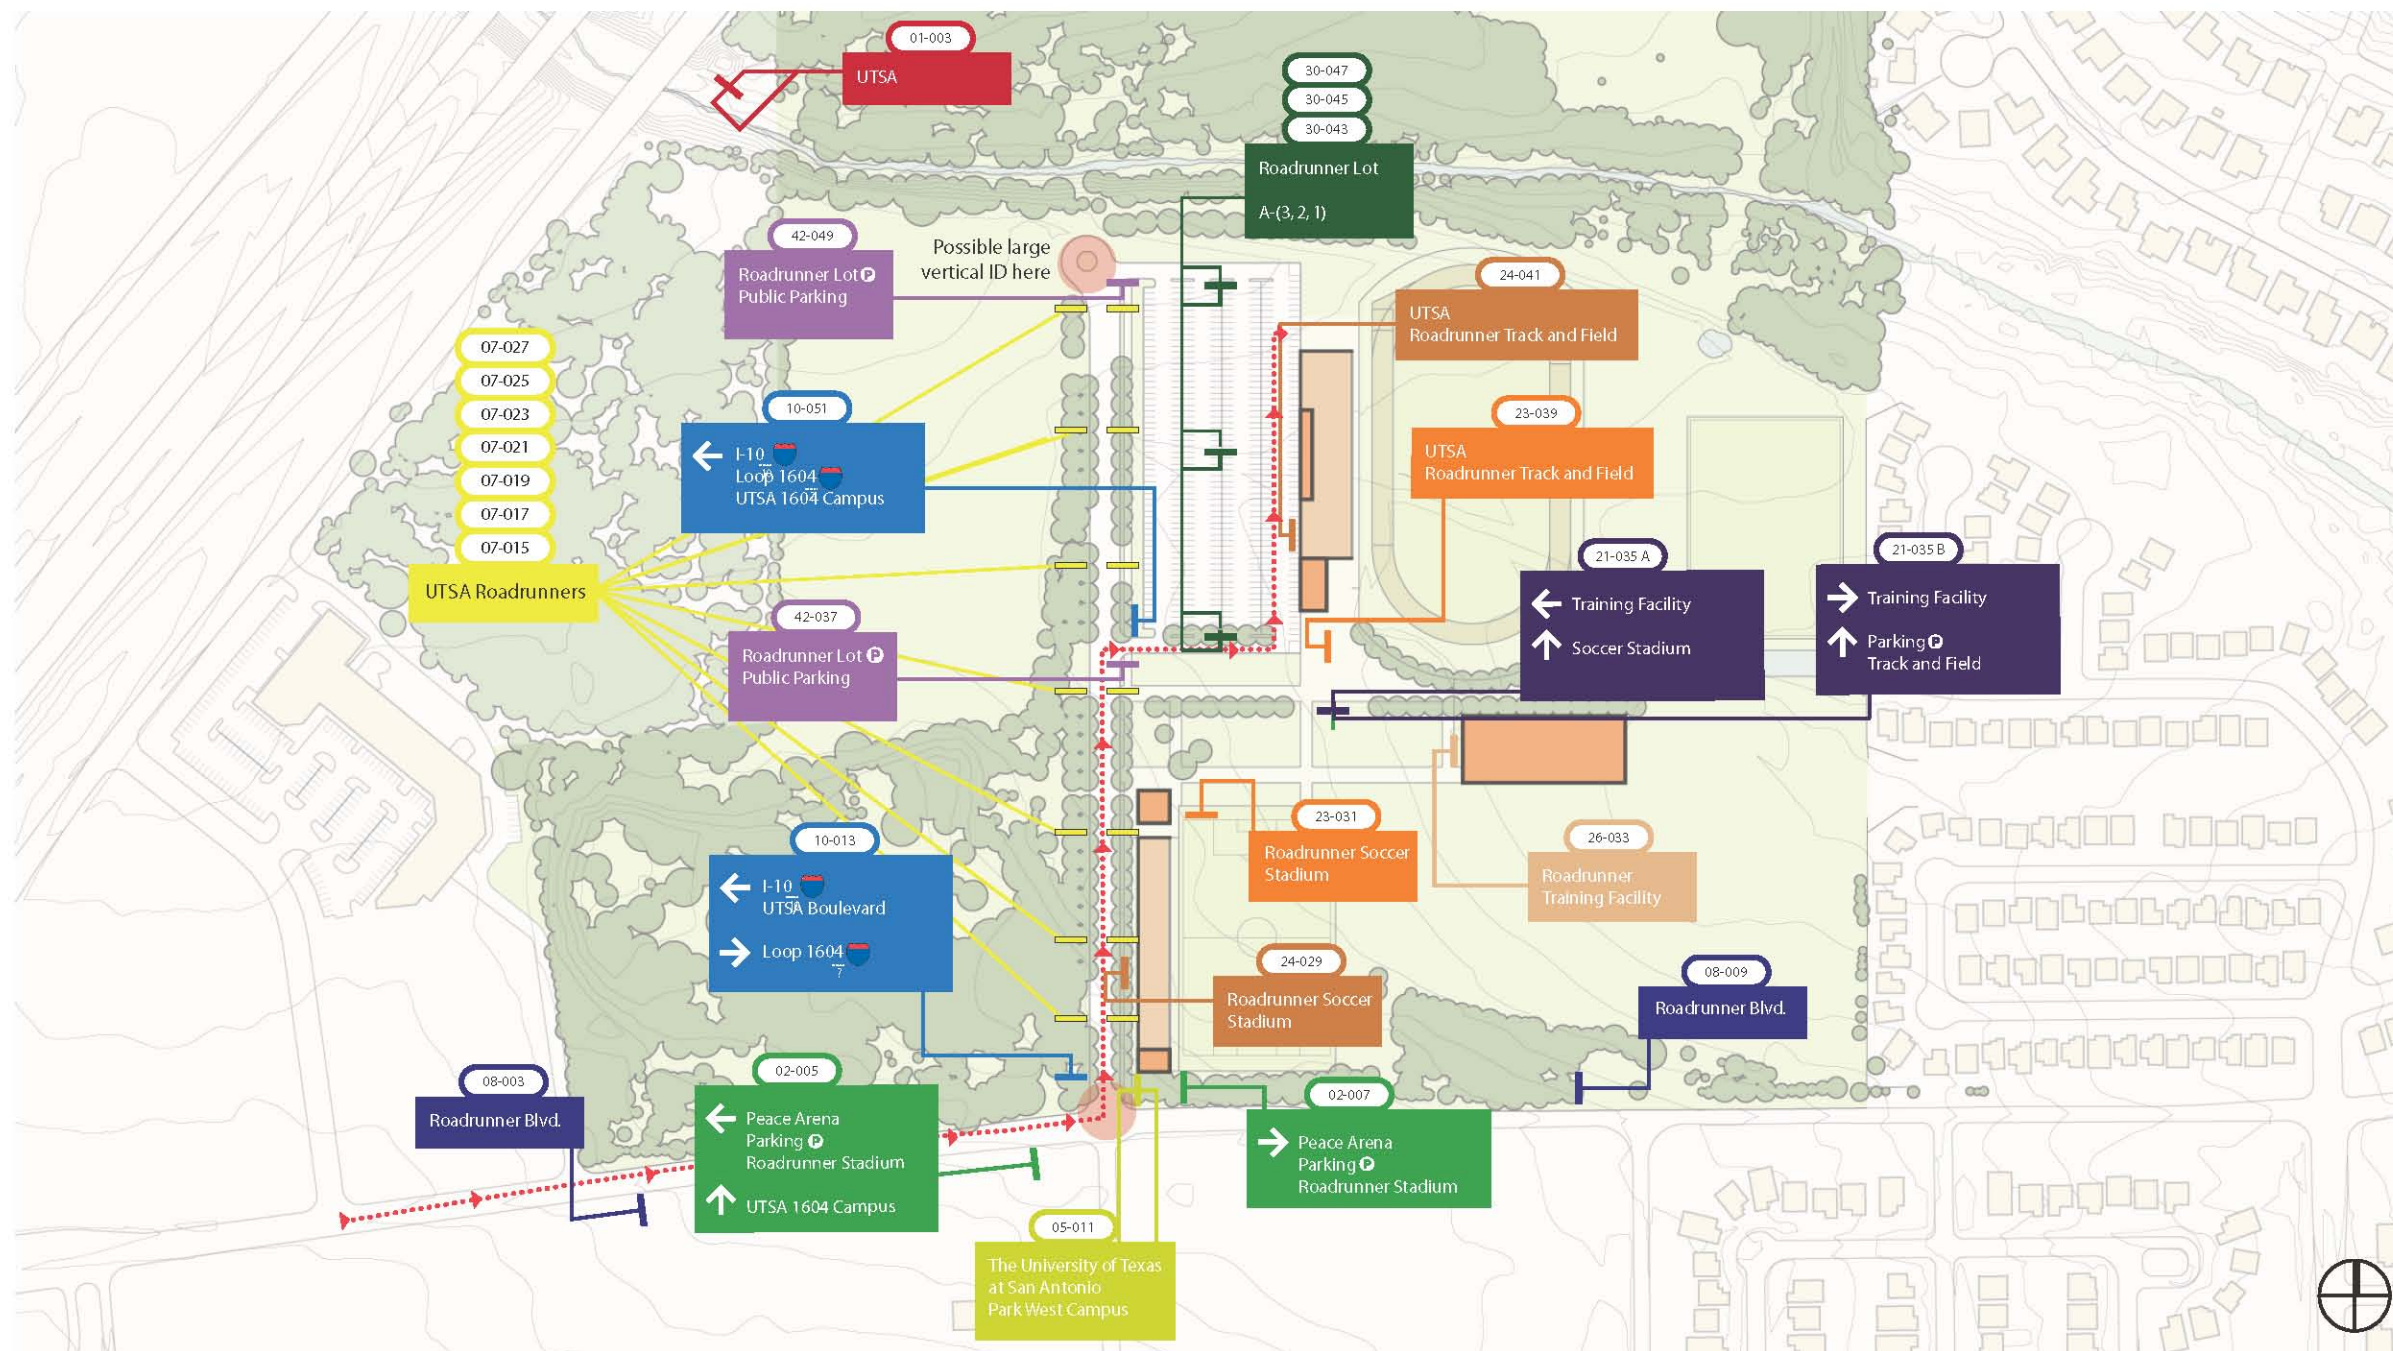 01-003
UTSA
30-047
30-045
30-043
Roadrunner Lot
A-(3, 2, 1)
42-049
Roadrunner Lot P
Public Parking
Possible large
vertical ID here
24-041
UTSA
Roadrunner Track and Field
07-027
07-025
07-023
07-021
07-019
07-017
07-015
UTSA Roadrunners
10-051
← I-10
Loop 1604
UTSA 1604 Campus
23-039
UTSA
Roadrunner Track and Field
21-035 A
← Training Facility
↑ Soccer Stadium
21-035 B
→ Training Facility
↑ Parking P
Track and Field
42-037
Roadrunner Lot P
Public Parking
10-013
← I-10
UTSA Boulevard
→ Loop 1604
?
23-031
Roadrunner Soccer
Stadium
26-033
Roadrunner
Training Facility
24-029
Roadrunner Soccer
Stadium
08-009
Roadrunner Blvd.
08-003
Roadrunner Blvd.
02-005
← Peace Arena
Parking P
Roadrunner Stadium
↑ UTSA 1604 Campus
02-007
→ Peace Arena
Parking P
Roadrunner Stadium
05-011
The University of Texas
at San Antonio
Park West Campus